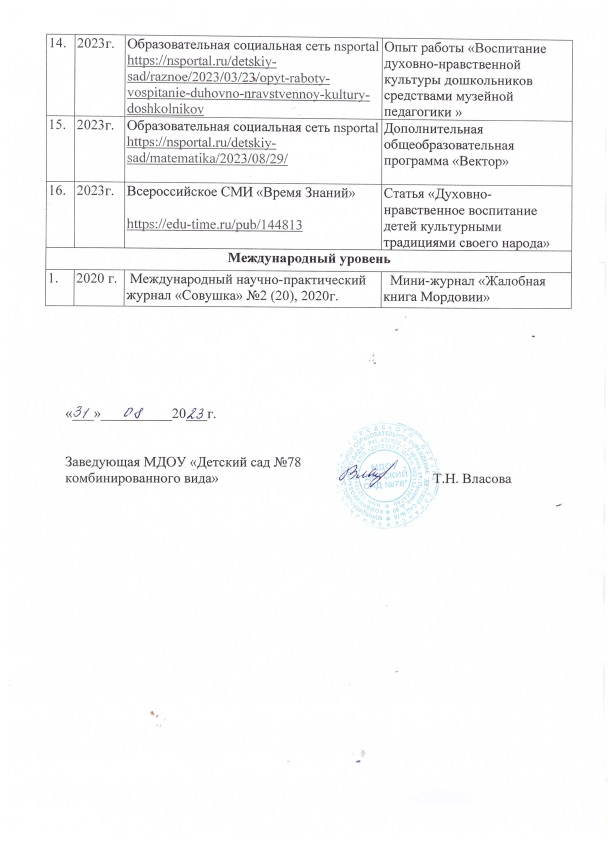 14. 2023г. Образовательная социальная сеть nsportal Опыт работы «Воспитание
https://nsportal.ru/detskiy- духовно-нравственной
sad/raznoe/2023/03/23/opyt-raboty- культуры дошкольников
vospitanie-duhovno-nravstvennoy-kultury- средствами музейной
doshkolnikov педагогики »
15. 2023г. Образовательная социальная сеть nsportal Дополнительная
https://nsportal.ru/detskiy- общеобразовательная
sad/matematika/2023/08/29/ программа «Вектор»
16. 2023г. Всероссийское СМИ «Время Знаний» Статья «Духовно-
нравственное воспитание
https://edu-time.ru/pub/144813 детей культурными
традициями своего народа»
Международный уровень
1. 2020 г. Международный научно-практический Мини-журнал «Жалобная
журнал «Совушка» №2 (20), 2020г. книга Мордовии»
«31» 08 2023г.
Заведующая МДОУ «Детский сад №78
комбинированного вида» Т.Н. Власова
САД №78"